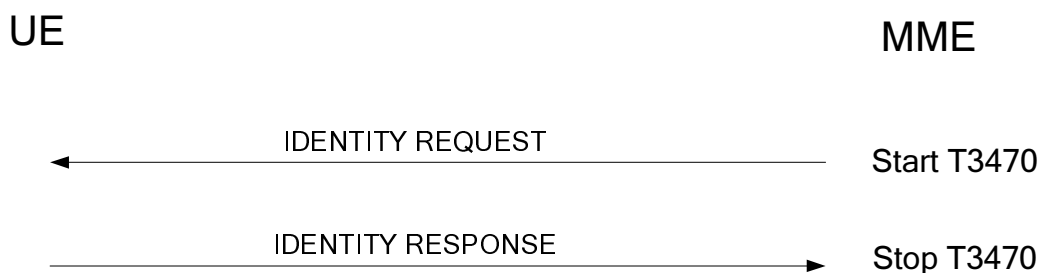 UE
MME
IDENTITY REQUEST
Start T3470
IDENTITY RESPONSE
Stop T3470